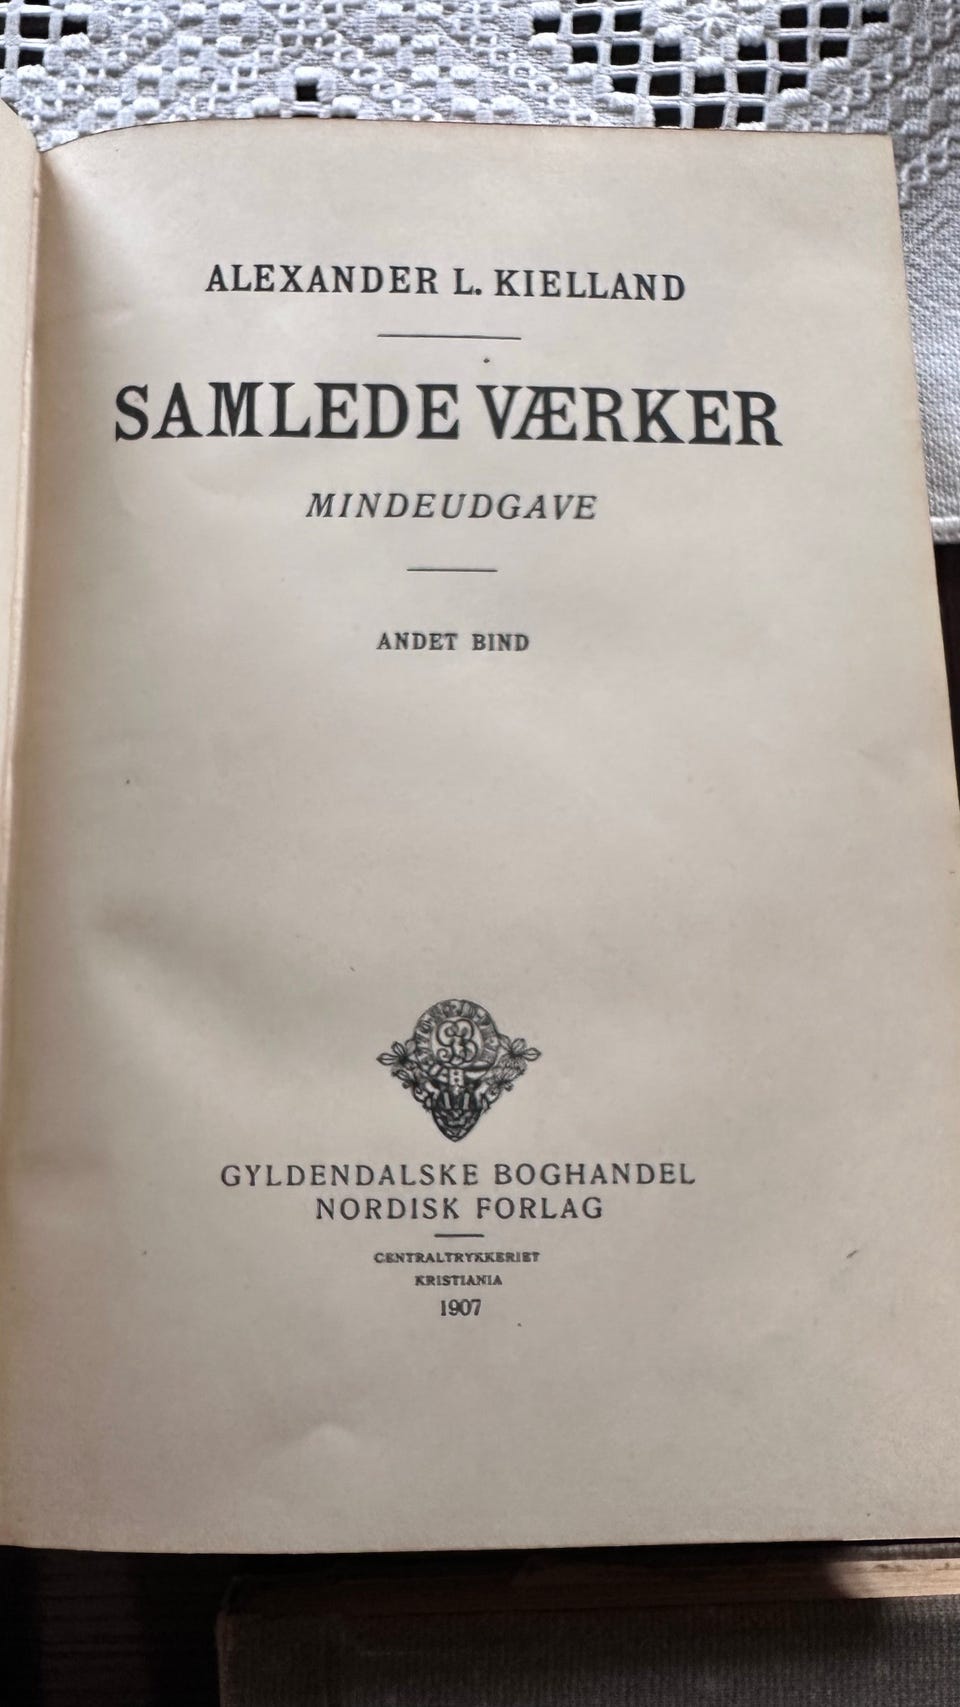 ALEXANDER L. KIELLAND
SAMLEDE VÆRKER
MINDEUDGAVE
ANDET BIND
GYLDENDALSKE BOGHANDEL
NORDISK FORLAG
CENTRALTRYKKERIET
KRISTIANIA
1907